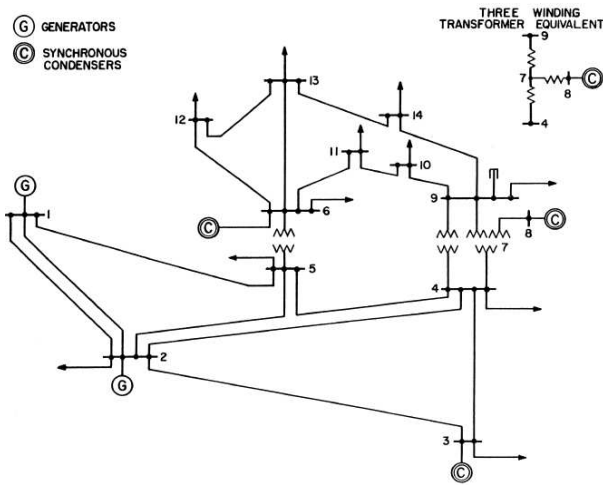 G GENERATORS
C SYNCHRONOUS
CONDENSERS
THREE WINDING
TRANSFORMER EQUIVALENT
9
7
8
C
4
13
12
14
11
10
G
1
C
6
9
8
C
7
5
4
2
G
3
C